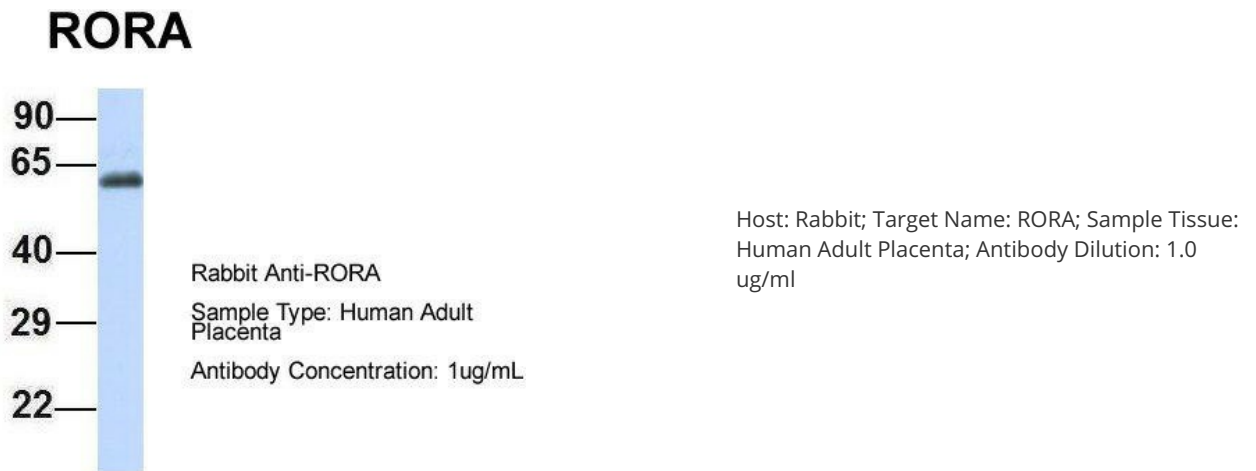 RORA
90
65
40
29
22
Rabbit Anti-RORA
Sample Type: Human Adult
Placenta
Antibody Concentration: 1ug/mL
Host: Rabbit; Target Name: RORA; Sample Tissue:
Human Adult Placenta; Antibody Dilution: 1.0
ug/ml